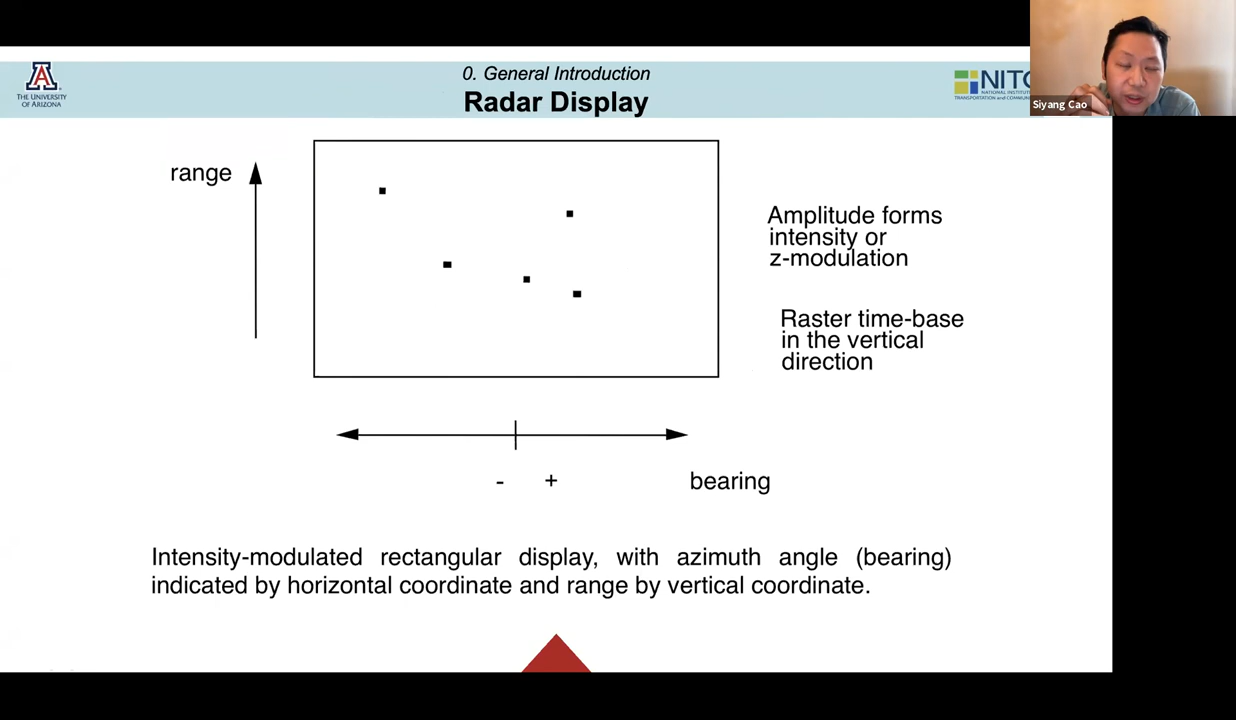 0. General Introduction
Radar Display
THE UNIVERSITY
OF ARIZONA
Siyang Cao
range
Amplitude forms
intensity or
z-modulation
Raster time-base
in the vertical
direction
- +
bearing
Intensity-modulated rectangular display, with azimuth angle (bearing)
indicated by horizontal coordinate and range by vertical coordinate.